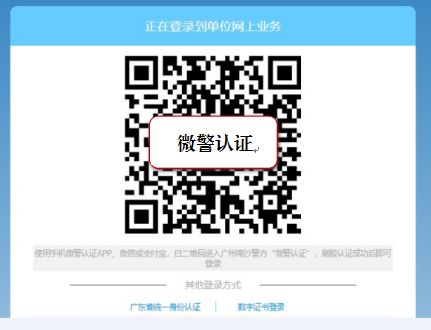 正在登录到单位网上业务
微警认证
使用手机微警认证APP、微信或支付宝，扫二维码进入广州南沙警方“微警认证”，刷脸认证成功后即可
登录
其他登录方式
广东省统一身份认证 | 数字证书登录